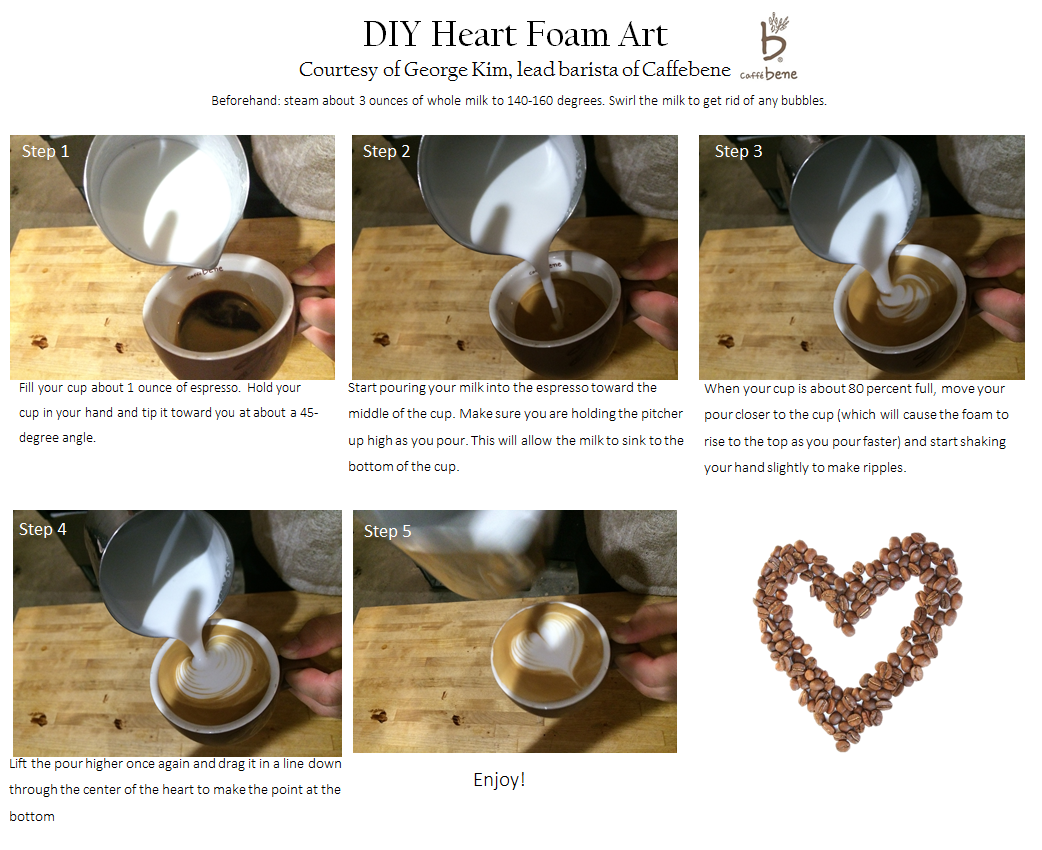 DIY Heart Foam Art
Courtesy of George Kim, lead barista of Caffebene
b
caffé bene
Beforehand: steam about 3 ounces of whole milk to 140-160 degrees. Swirl the milk to get rid of any bubbles.
Step 1
caffé bene
Fill your cup about 1 ounce of espresso. Hold your
cup in your hand and tip it toward you at about a 45-
degree angle.
Step 2
bene
Start pouring your milk into the espresso toward the
middle of the cup. Make sure you are holding the pitcher
up high as you pour. This will allow the milk to sink to the
bottom of the cup.
Step 3
When your cup is about 80 percent full, move your
pour closer to the cup (which will cause the foam to
rise to the top as you pour faster) and start shaking
your hand slightly to make ripples.
Step 4
Lift the pour higher once again and drag it in a line down
through the center of the heart to make the point at the
bottom
Step 5
Enjoy!